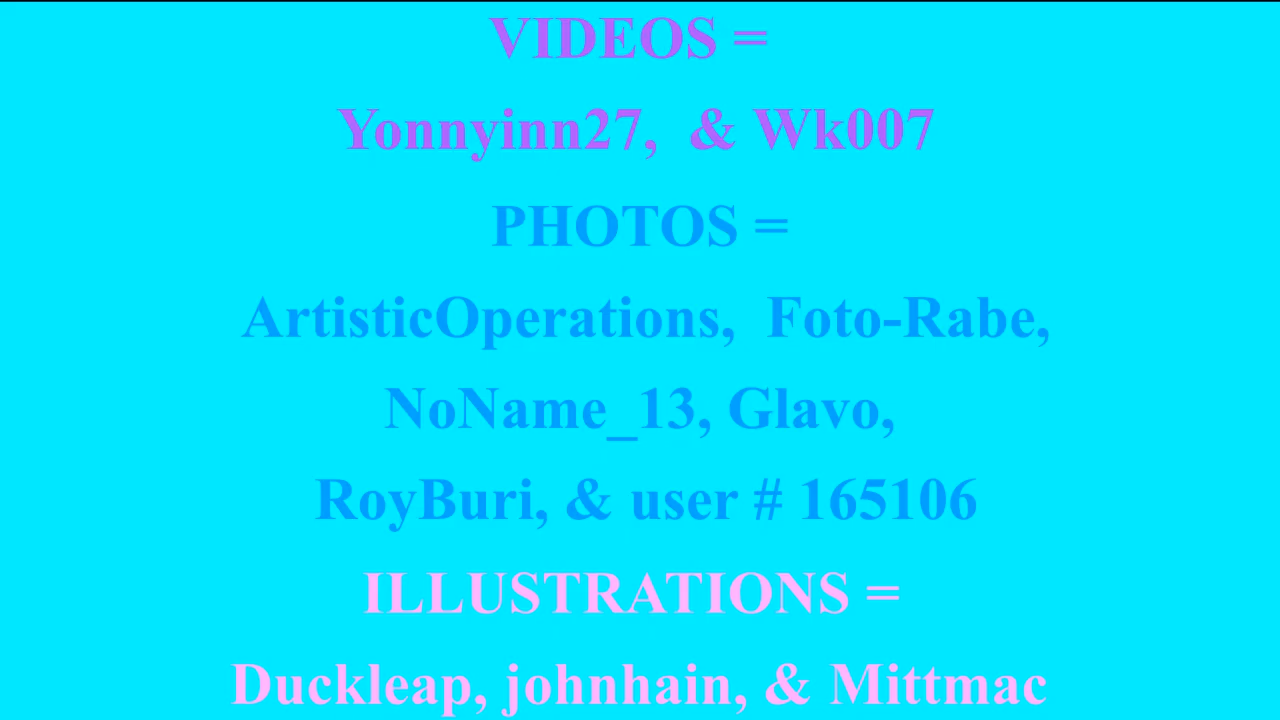 VIDEOS =
Yonnyinn27, & Wk007
PHOTOS =
ArtisticOperations, Foto-Rabe,
NoName_13, Glavo,
RoyBuri, & user # 165106
ILLUSTRATIONS =
Duckleap, johnhain, & Mittmac